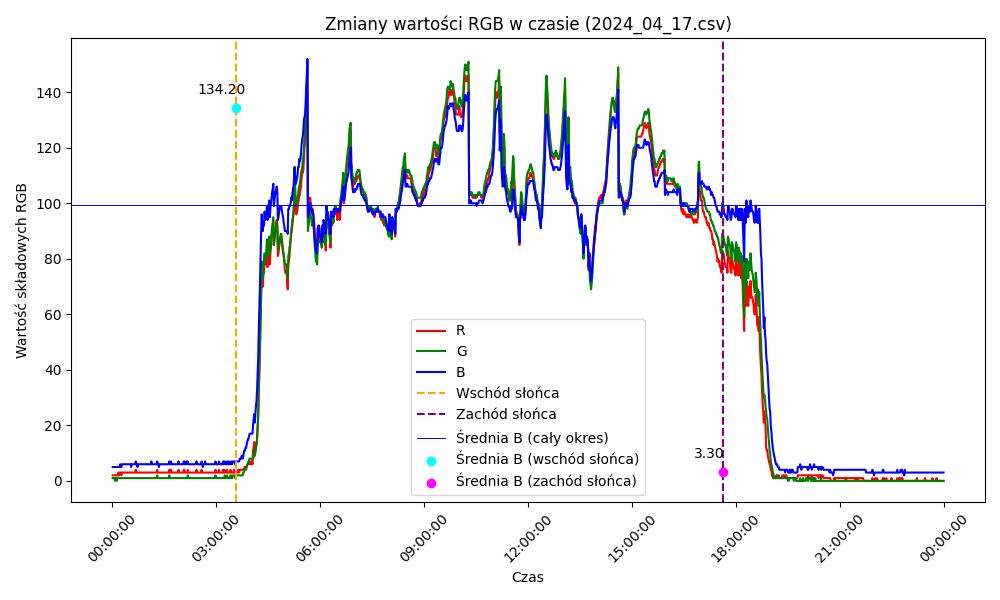 Zmiany wartości RGB w czasie (2024_04_17.csv)
Wartość składowych RGB
140
120
100
80
60
40
20
0
134.20
3.30
R
G
B
Wschód słońca
Zachód słońca
Średnia B (cały okres)
Średnia B (wschód słońca)
Średnia B (zachód słońca)
00:00:00
03:00:00
06:00:00
09:00:00
12:00:00
15:00:00
18:00:00
21:00:00
00:00:00
Czas